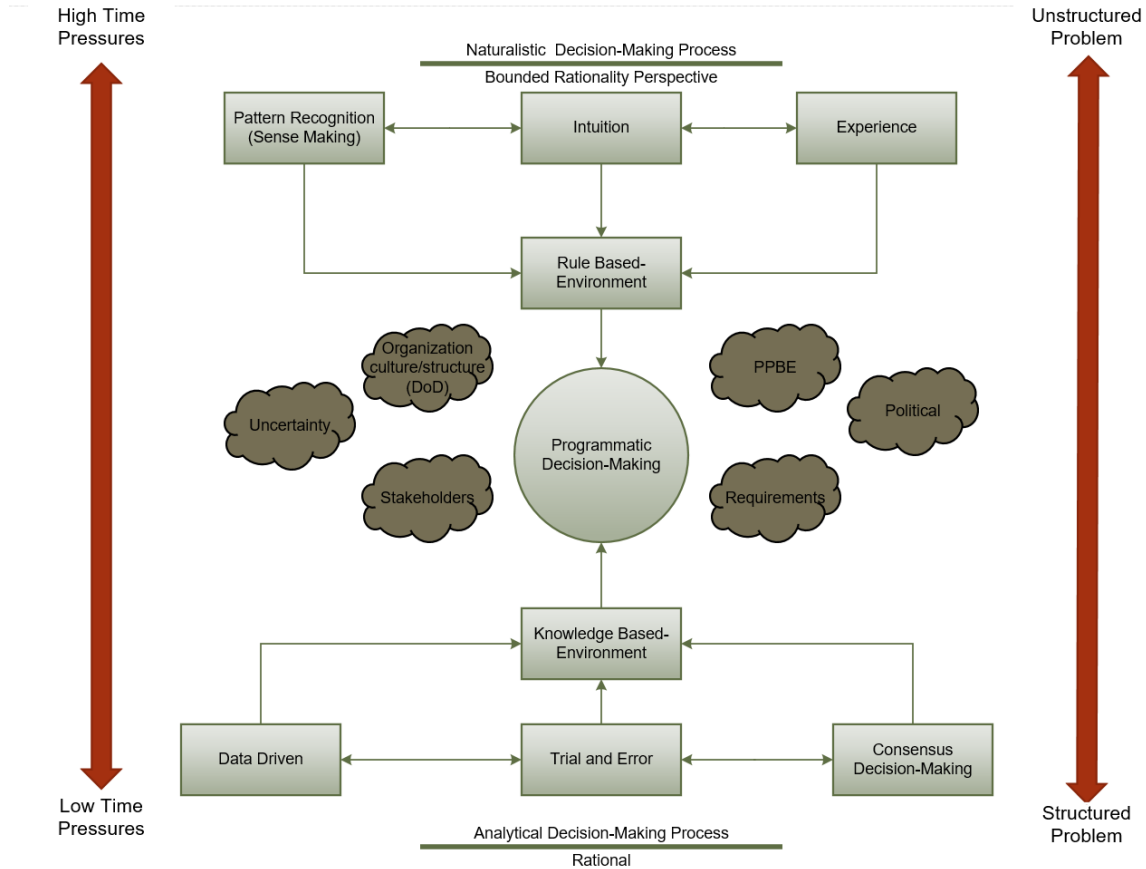 High Time
Pressures
Unstructured
Problem
Naturalistic Decision-Making Process
Bounded Rationality Perspective
Pattern Recognition
(Sense Making)
Intuition
Experience
Rule Based-
Environment
Organization
culture/structure
(DoD)
PPBE
Uncertainty
Political
Programmatic
Decision-Making
Stakeholders
Requirements
Knowledge Based-
Environment
Data Driven
Trial and Error
Consensus
Decision-Making
Low Time
Pressures
Structured
Problem
Analytical Decision-Making Process
Rational